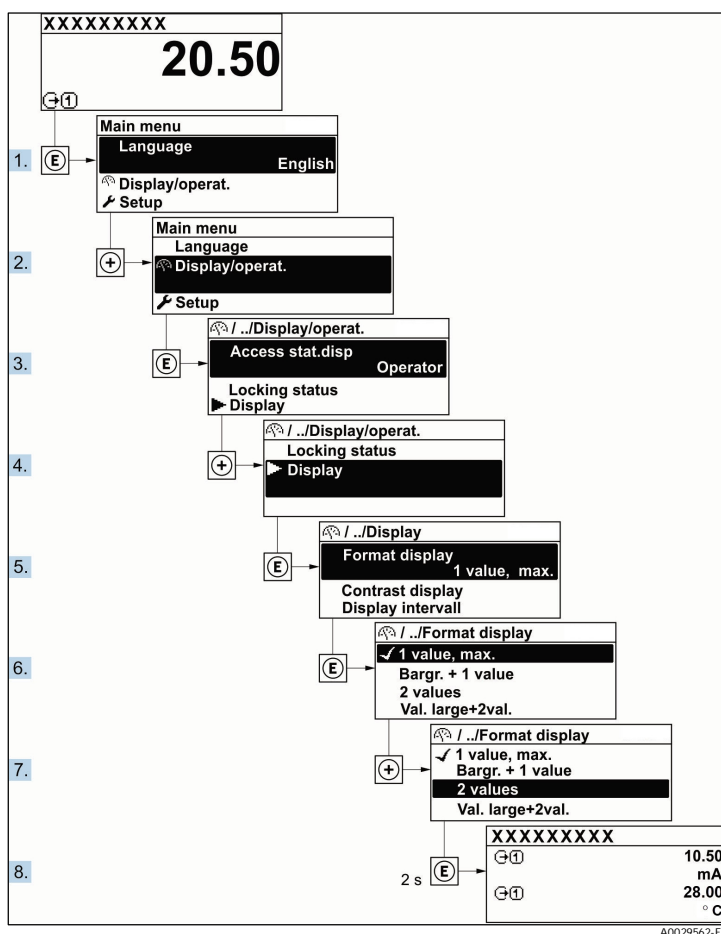 XXXXXXXXX
20.50
1
Main menu
1. E Language
English
Display/operat.
Setup
Main menu
Language
2. + Display/operat.
Setup
/ ../Display/operat.
3. E Access stat.disp
Operator
Locking status
Display
/ ../Display/operat.
Locking status
4. + Display
/ ../Display
5. E Format display
1 value, max.
Contrast display
Display intervall
/ ../Format display
6. E 1 value, max.
Bargr. + 1 value
2 values
Val. large+2val.
/ ../Format display
1 value, max.
7. + Bargr. + 1 value
2 values
Val. large+2val.
XXXXXXXXX
1 10.50
8. 2 s E mA
1 28.00
° C